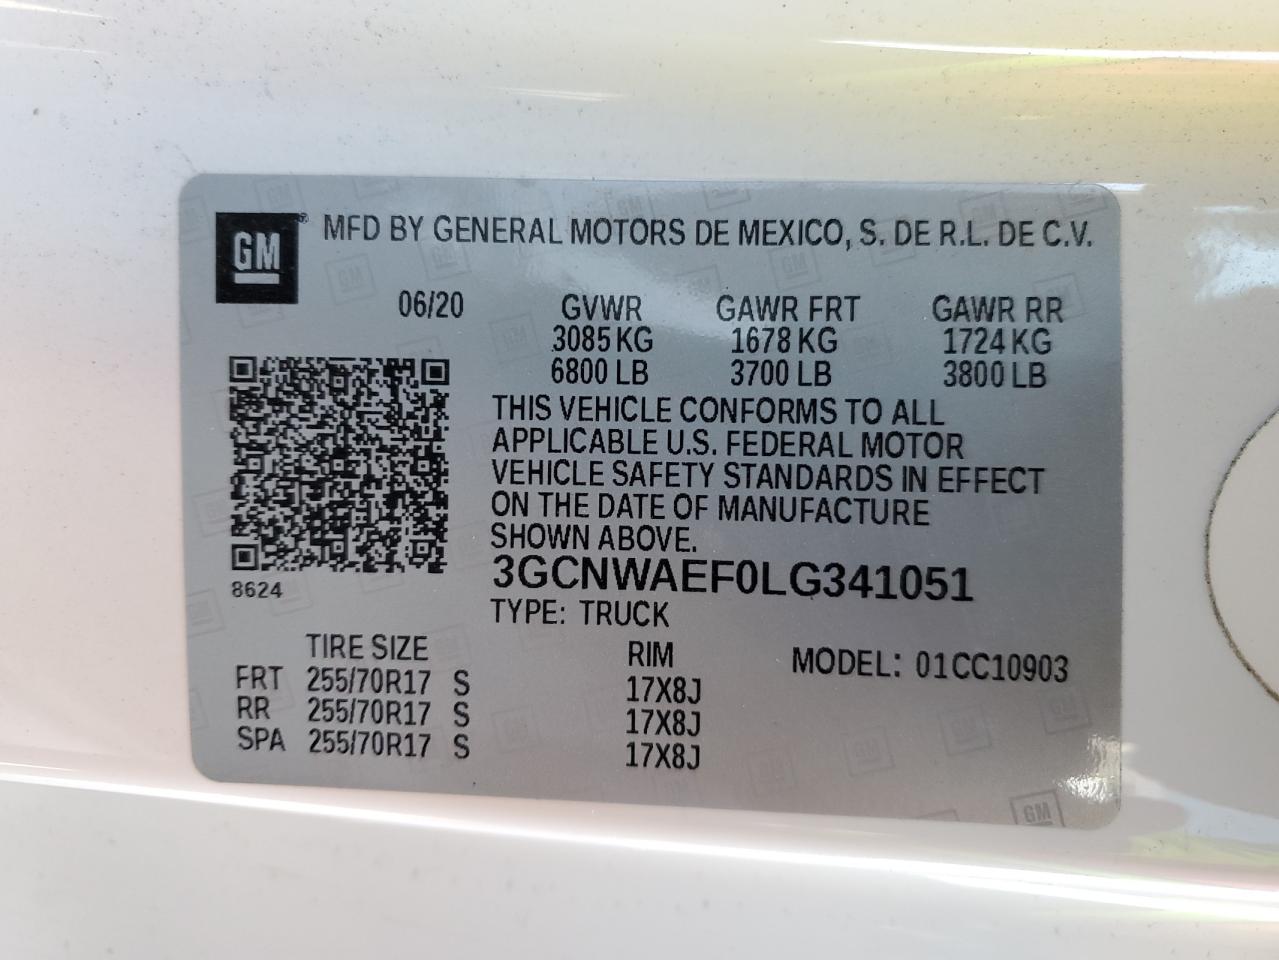 GM
MFD BY GENERAL MOTORS DE MEXICO, S. DE R.L. DE C.V.
06/20 GVWR GAWR FRT GAWR RR
3085 KG 1678 KG 1724 KG
6800 LB 3700 LB 3800 LB
THIS VEHICLE CONFORMS TO ALL
APPLICABLE U.S. FEDERAL MOTOR
VEHICLE SAFETY STANDARDS IN EFFECT
ON THE DATE OF MANUFACTURE
SHOWN ABOVE.
3GCNWAEF0LG341051
8624
TYPE: TRUCK
TIRE SIZE RIM MODEL: 01CC10903
FRT 255/70R17 S 17X8J
RR 255/70R17 S 17X8J
SPA 255/70R17 S 17X8J
GM